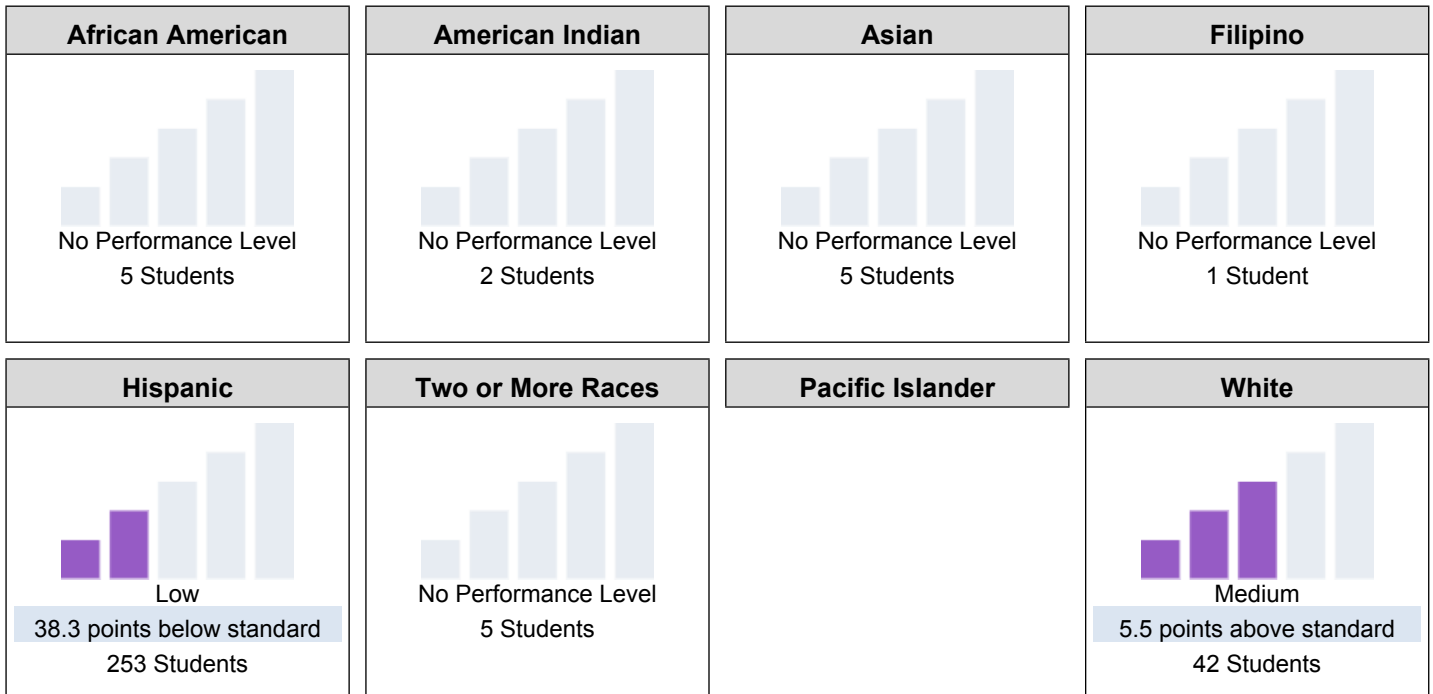 African American
No Performance Level
5 Students
American Indian
No Performance Level
2 Students
Asian
No Performance Level
5 Students
Filipino
No Performance Level
1 Student
Hispanic
Low
38.3 points below standard
253 Students
Two or More Races
No Performance Level
5 Students
Pacific Islander
White
Medium
5.5 points above standard
42 Students